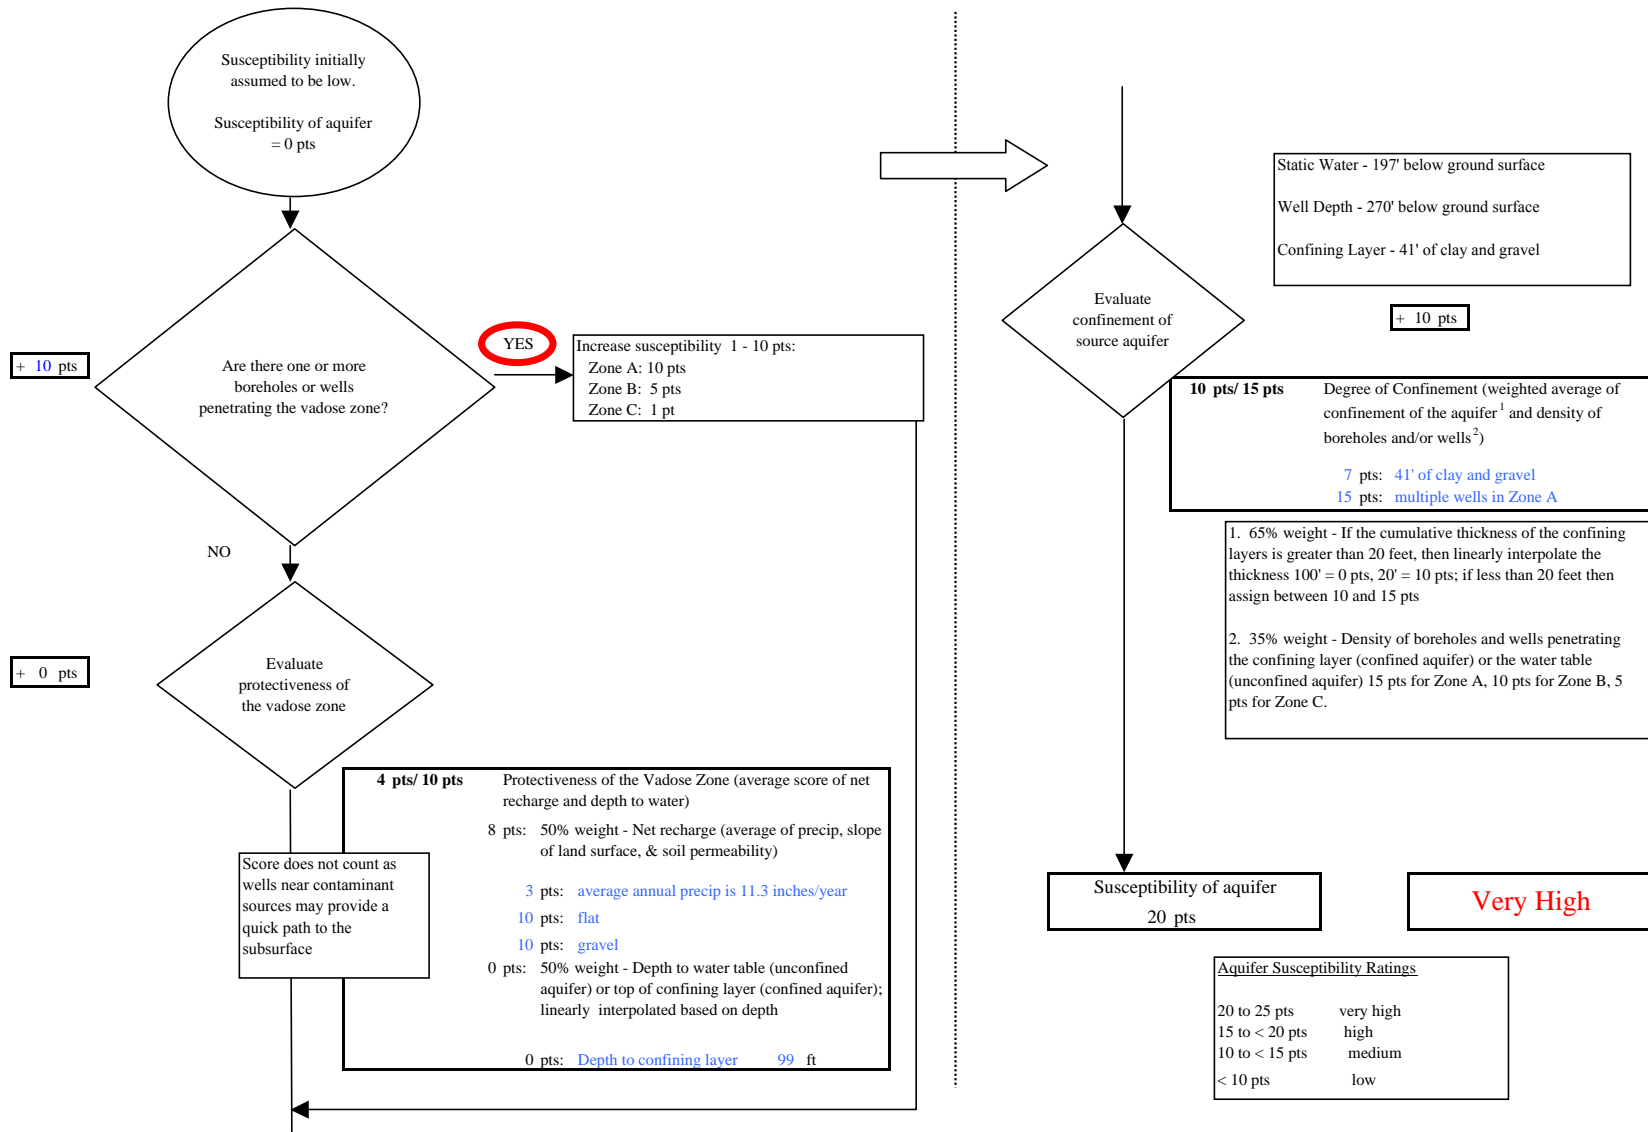 Susceptibility initially
assumed to be low.
Susceptibility of aquifer
= 0 pts
+ 10 pts
Are there one or more
boreholes or wells
penetrating the vadose zone?
YES
Increase susceptibility 1 - 10 pts:
Zone A: 10 pts
Zone B: 5 pts
Zone C: 1 pt
NO
+ 0 pts
Evaluate
protectiveness of
the vadose zone
4 pts/ 10 pts Protectiveness of the Vadose Zone (average score of net
recharge and depth to water)
8 pts: 50% weight - Net recharge (average of precip, slope
of land surface, & soil permeability)
3 pts: average annual precip is 11.3 inches/year
10 pts: flat
10 pts: gravel
0 pts: 50% weight - Depth to water table (unconfined
aquifer) or top of confining layer (confined aquifer);
linearly interpolated based on depth
0 pts: Depth to confining layer 99 ft
Score does not count as
wells near contaminant
sources may provide a
quick path to the
subsurface
Static Water - 197' below ground surface
Well Depth - 270' below ground surface
Confining Layer - 41' of clay and gravel
Evaluate
confinement of
source aquifer
+ 10 pts
10 pts/ 15 pts Degree of Confinement (weighted average of
confinement of the aquifer1 and density of
boreholes and/or wells2)
7 pts: 41' of clay and gravel
15 pts: multiple wells in Zone A
1. 65% weight - If the cumulative thickness of the confining
layers is greater than 20 feet, then linearly interpolate the
thickness 100' = 0 pts, 20' = 10 pts; if less than 20 feet then
assign between 10 and 15 pts
2. 35% weight - Density of boreholes and wells penetrating
the confining layer (confined aquifer) or the water table
(unconfined aquifer) 15 pts for Zone A, 10 pts for Zone B, 5
pts for Zone C.
Susceptibility of aquifer
20 pts
Very High
Aquifer Susceptibility Ratings
20 to 25 pts very high
15 to < 20 pts high
10 to < 15 pts medium
< 10 pts low